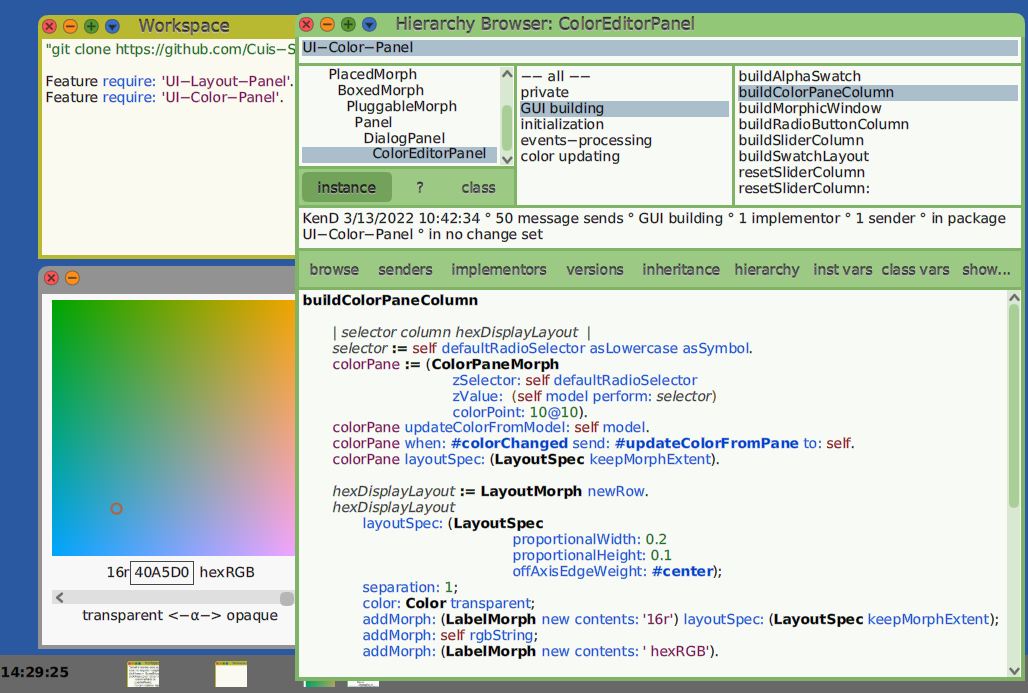 Workspace
"git clone https://github.com/Cuis−S
Feature require: 'UI−Layout−Panel'.
Feature require: 'UI−Color−Panel'.
Hierarchy Browser: ColorEditorPanel
UI−Color−Panel
PlacedMorph
BoxedMorph
PluggableMorph
Panel
DialogPanel
ColorEditorPanel
instance ? class
−− all −−
private
GUI building
initialization
events−processing
color updating
buildAlphaSwatch
buildColorPaneColumn
buildMorphicWindow
buildRadioButtonColumn
buildSliderColumn
buildSwatchLayout
resetSliderColumn
resetSliderColumn:
KenD 3/13/2022 10:42:34 ° 50 message sends ° GUI building ° 1 implementor ° 1 sender ° in package
UI−Color−Panel ° in no change set
browse senders implementors versions inheritance hierarchy inst vars class vars show...
buildColorPaneColumn
| selector column hexDisplayLayout |
selector := self defaultRadioSelector asLowercase asSymbol.
colorPane := (ColorPaneMorph
zSelector: self defaultRadioSelector
zValue: (self model perform: selector)
colorPoint: 10@10).
colorPane updateColorFromModel: self model.
colorPane when: #colorChanged send: #updateColorFromPane to: self.
colorPane layoutSpec: (LayoutSpec keepMorphExtent).
hexDisplayLayout := LayoutMorph newRow.
hexDisplayLayout
layoutSpec: (LayoutSpec
proportionalWidth: 0.2
proportionalHeight: 0.1
offAxisEdgeWeight: #center);
separation: 1;
color: Color transparent;
addMorph: (LabelMorph new contents: '16r') layoutSpec: (LayoutSpec keepMorphExtent);
addMorph: self rgbString;
addMorph: (LabelMorph new contents: ' hexRGB').
16r 40A5D0 hexRGB
transparent <−α−> opaque
14:29:25